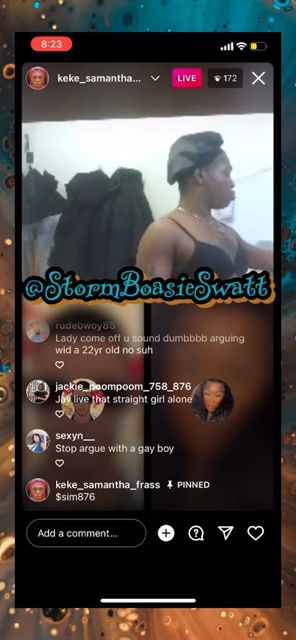 8:23
keke_samantha...
LIVE
172
@StormBoasieSwatt
rudebwoy85
Lady come off u sound dumbbbb arguing
wid a 22yr old no suh
jackie_poompoom_758_876
Jay live that straight girl alone
sexyn__
Stop argue with a gay boy
keke_samantha_frass PINNED
$sim876
Add a comment...